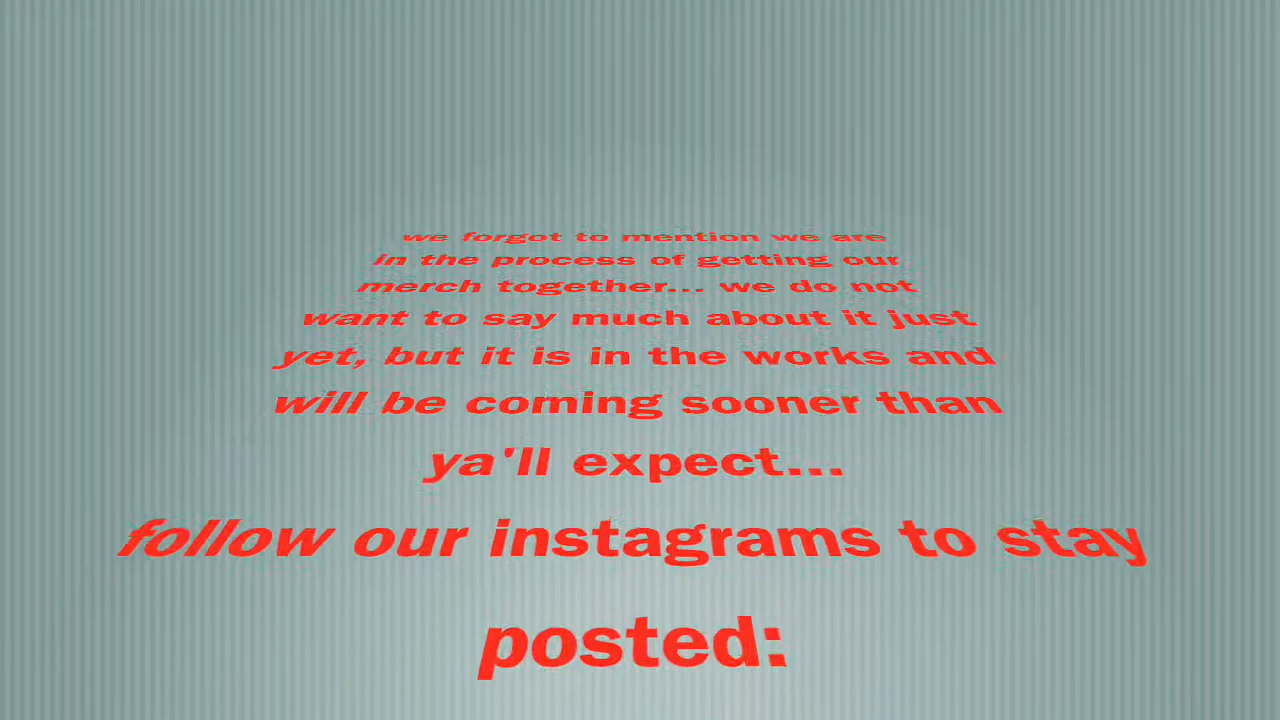 we forgot to mention we are
in the process of getting our
merch together... we do not
want to say much about it just
yet, but it is in the works and
will be coming sooner than
ya'll expect...
follow our instagrams to stay
posted: